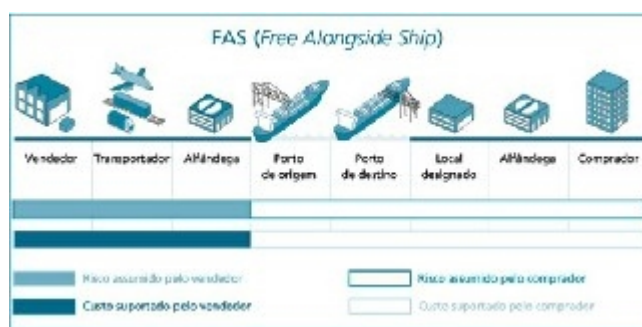 FAS (Free Alongside Ship)
Vendedor Transportador Alfândega Porto de origem Porto de destino Local designado Alfândega Comprador
Risco assumido pelo vendedor Risco assumido pelo comprador
Custo suportado pelo vendedor Custo suportado pelo comprador